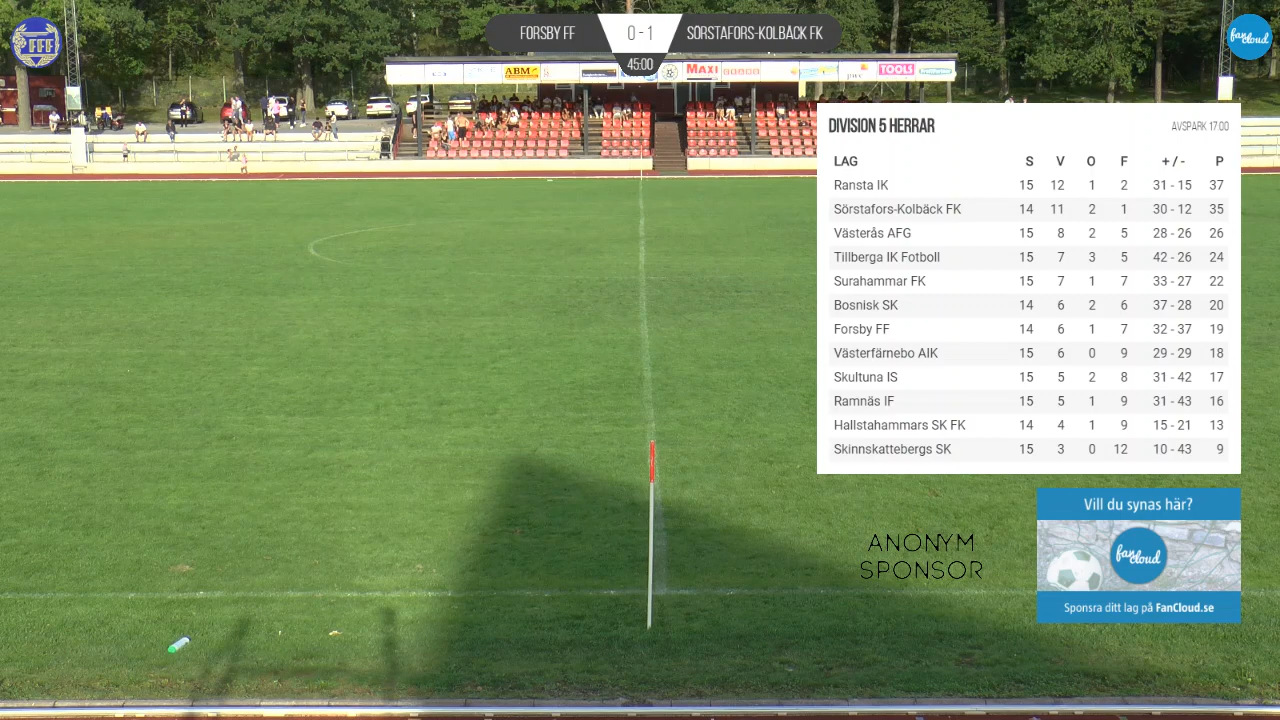 FFF
FORSBY FF
0 - 1
SÖRSTAFORS-KOLBÄCK FK
45:00
fancloud
ABM
MAXI
TOOLS
DIVISION 5 HERRAR
AVSPARK 17:00
LAG S V O F + / - P
Ransta IK 15 12 1 2 31 - 15 37
Sörstafors-Kolbäck FK 14 11 2 1 30 - 12 35
Västerås AFG 15 8 2 5 28 - 26 26
Tillberga IK Fotboll 15 7 3 5 42 - 26 24
Surahammar FK 15 7 1 7 33 - 27 22
Bosnisk SK 14 6 2 6 37 - 28 20
Forsby FF 14 6 1 7 32 - 37 19
Västerfärnebo AIK 15 6 0 9 29 - 29 18
Skultuna IS 15 5 2 8 31 - 42 17
Ramnäs IF 15 5 1 9 31 - 43 16
Hallstahammars SK FK 14 4 1 9 15 - 21 13
Skinnskattebergs SK 15 3 0 12 10 - 43 9
ANONYM
SPONSOR
Vill du synas här?
fancloud
Sponsra ditt lag på FanCloud.se